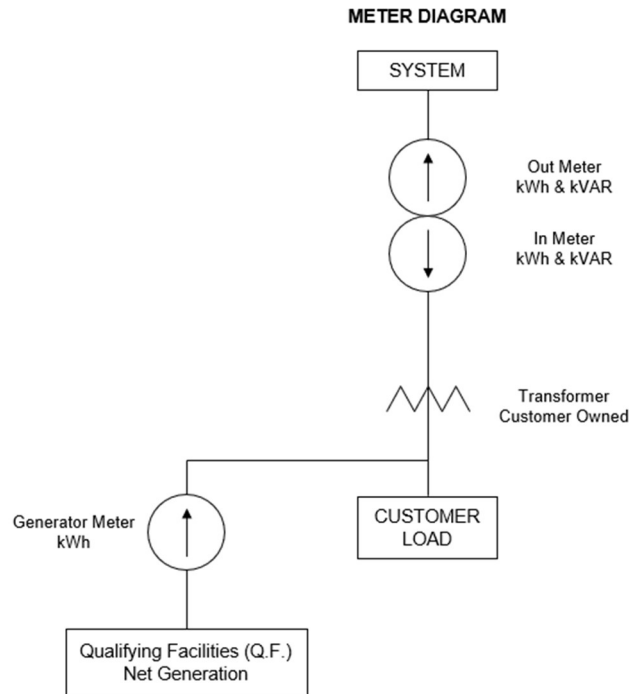 METER DIAGRAM
SYSTEM
Out Meter
kWh & kVAR
In Meter
kWh & kVAR
Transformer
Customer Owned
Generator Meter
kWh
CUSTOMER
LOAD
Qualifying Facilities (Q.F.)
Net Generation